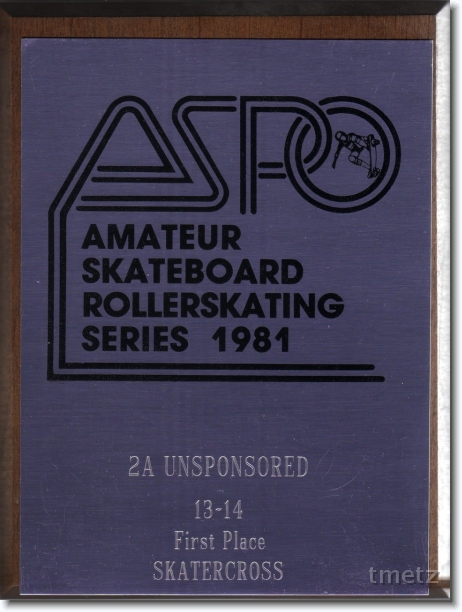 ASPO
AMATEUR
SKATEBOARD
ROLLERSKATING
SERIES 1981
2A UNSPONSORED
13-14
First Place
SKATERCROSS
tmetz